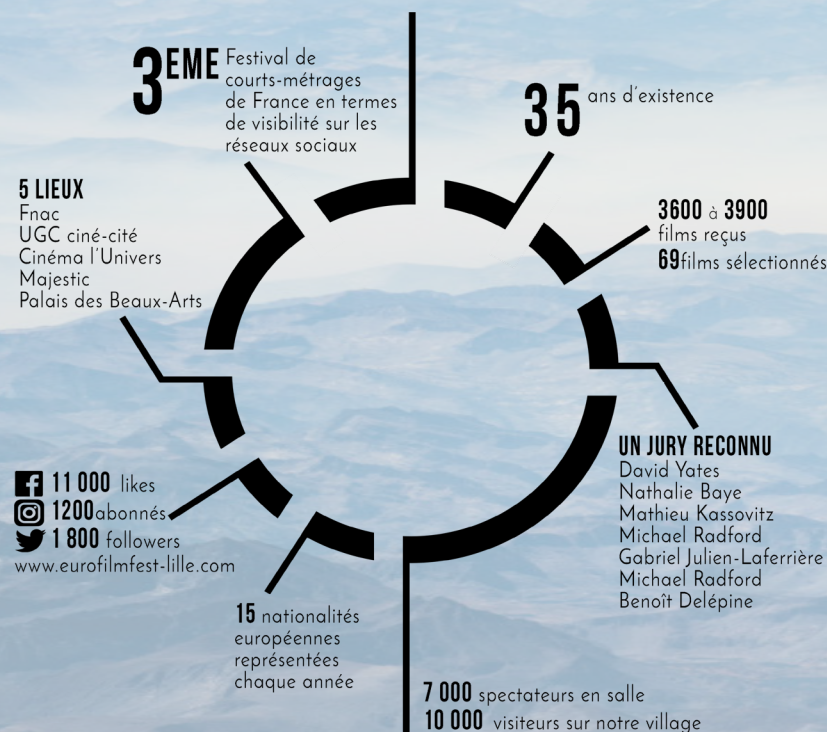 3EME Festival de
courts-métrages
de France en termes
de visibilité sur les
réseaux sociaux
35 ans d'existence
5 LIEUX
Fnac
UGC ciné-cité
Cinéma l'Univers
Majestic
Palais des Beaux-Arts
3600 à 3900
films reçus
69films sélectionnés
UN JURY RECONNU
David Yates
Nathalie Baye
Mathieu Kassovitz
Michael Radford
Gabriel Julien-Laferrière
Michael Radford
Benoît Delépine
11 000 likes
1200abonnés
1 800 followers
www.eurofilmfest-lille.com
15 nationalités
européennes
représentées
chaque année
7 000 spectateurs en salle
10 000 visiteurs sur notre village